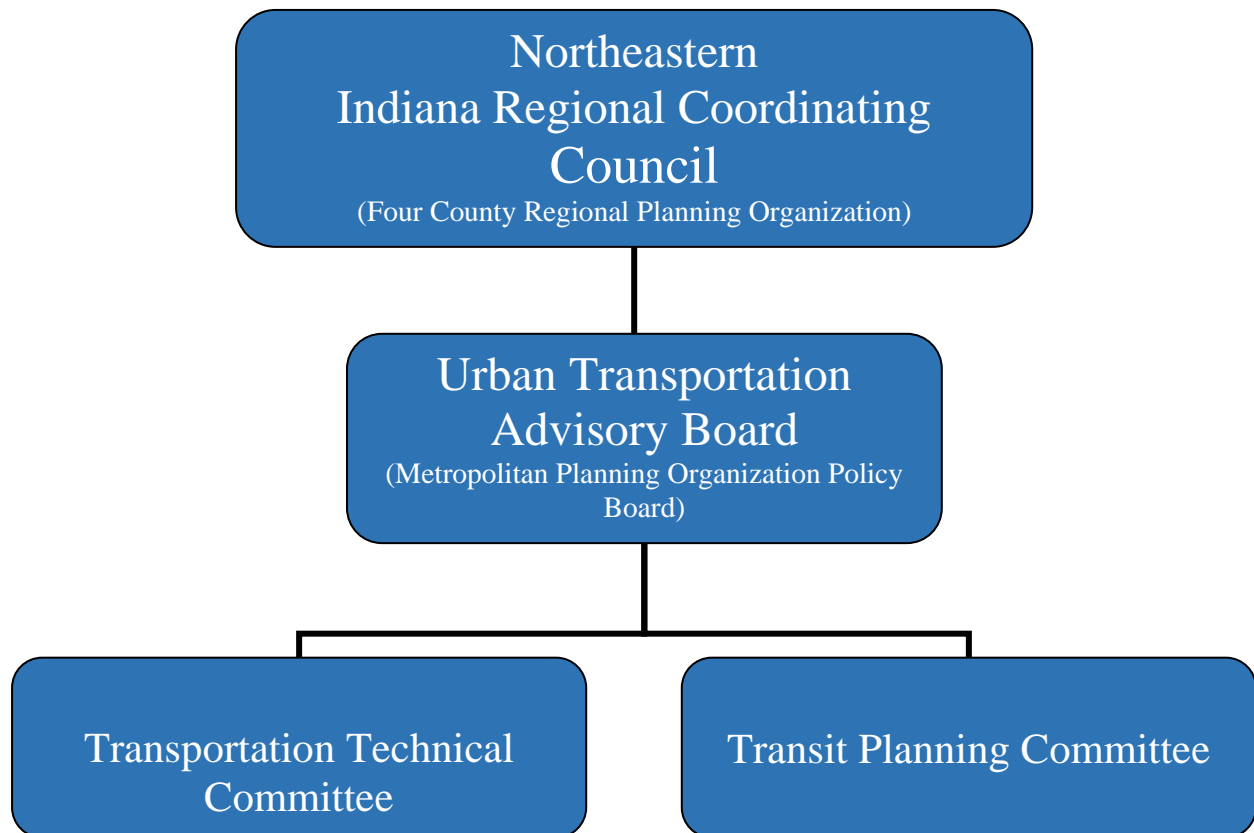 Northeastern
Indiana Regional Coordinating
Council
(Four County Regional Planning Organization)
Urban Transportation
Advisory Board
(Metropolitan Planning Organization Policy
Board)
Transportation Technical
Committee
Transit Planning Committee